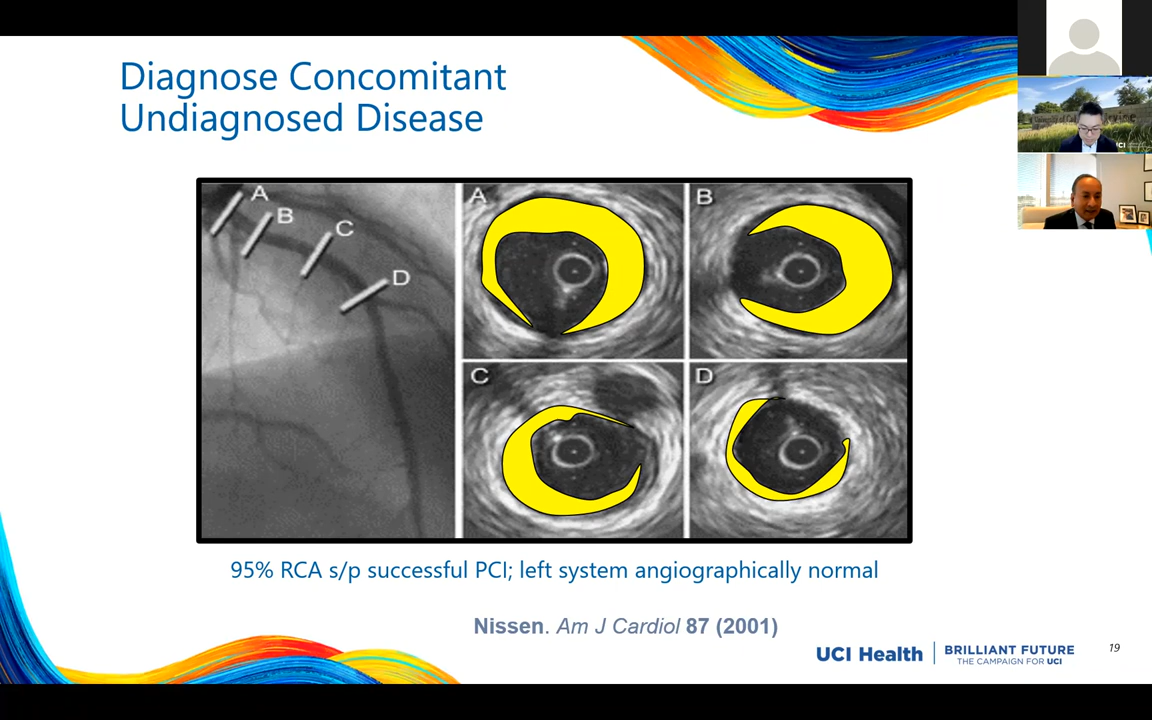 Diagnose Concomitant
Undiagnosed Disease
A
B
C
D
A
B
C
D
95% RCA s/p successful PCI; left system angiographically normal
Nissen. Am J Cardiol 87 (2001)
UCI Health
BRILLIANT FUTURE
THE CAMPAIGN FOR UCI
19
UCI